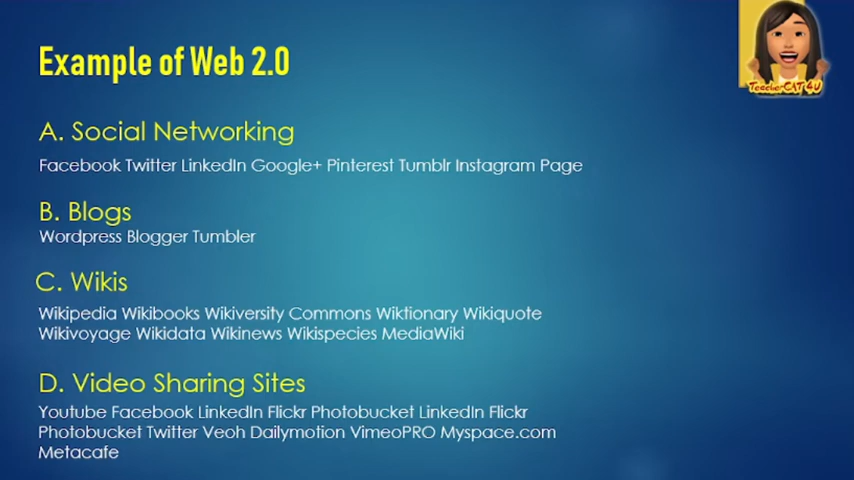 Example of Web 2.0
TeacherCAT 4U
A. Social Networking
Facebook Twitter LinkedIn Google+ Pinterest Tumblr Instagram Page
B. Blogs
Wordpress Blogger Tumbler
C. Wikis
Wikipedia Wikibooks Wikiversity Commons Wiktionary Wikiquote
Wikivoyage Wikidata Wikinews Wikispecies MediaWiki
D. Video Sharing Sites
Youtube Facebook LinkedIn Flickr Photobucket LinkedIn Flickr
Photobucket Twitter Veoh Dailymotion VimeoPRO Myspace.com
Metacafe